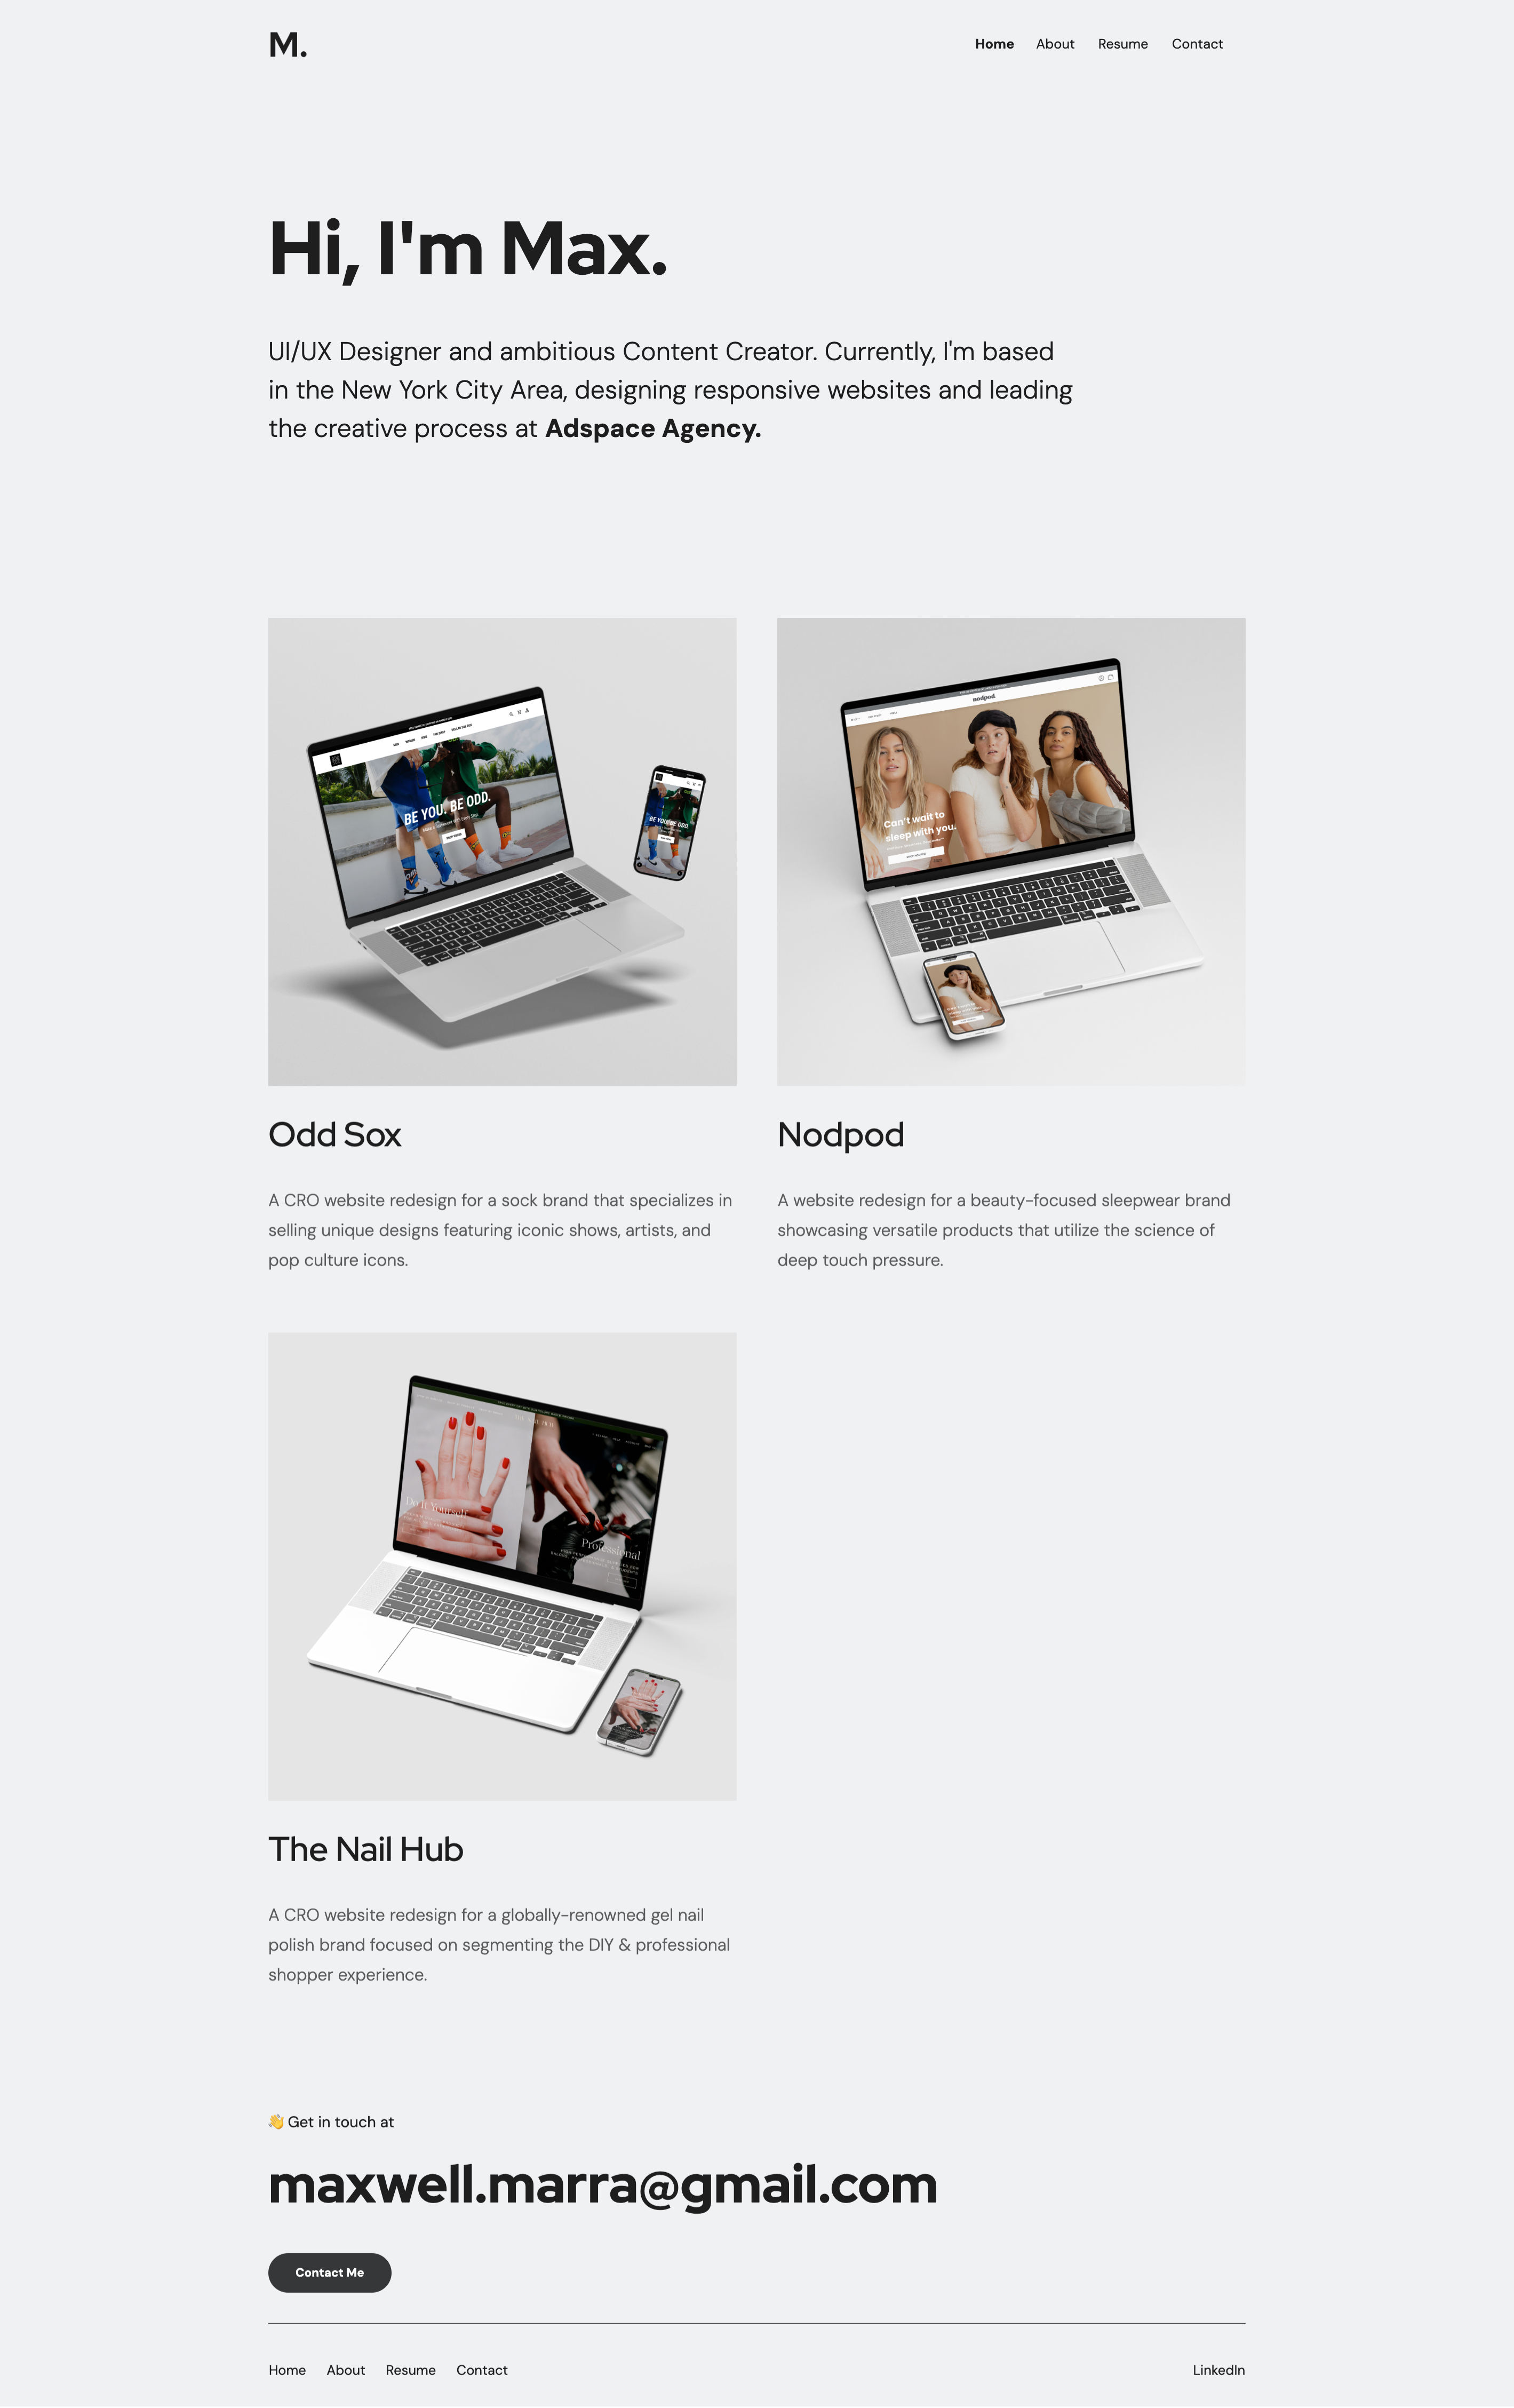 M.
Home About Resume Contact
Hi, I'm Max.
UI/UX Designer and ambitious Content Creator. Currently, I'm based
in the New York City Area, designing responsive websites and leading
the creative process at Adspace Agency.
BE YOU. BE ODD.
BE YOU. BE ODD.
nodpod
Can't wait to
sleep with you.
Odd Sox
Nodpod
A CRO website redesign for a sock brand that specializes in
selling unique designs featuring iconic shows, artists, and
pop culture icons.
A website redesign for a beauty-focused sleepwear brand
showcasing versatile products that utilize the science of
deep touch pressure.
Do It Yourself
Professional
The Nail Hub
A CRO website redesign for a globally-renowned gel nail
polish brand focused on segmenting the DIY & professional
shopper experience.
👋 Get in touch at
maxwell.marra@gmail.com
Contact Me
Home About Resume Contact
LinkedIn